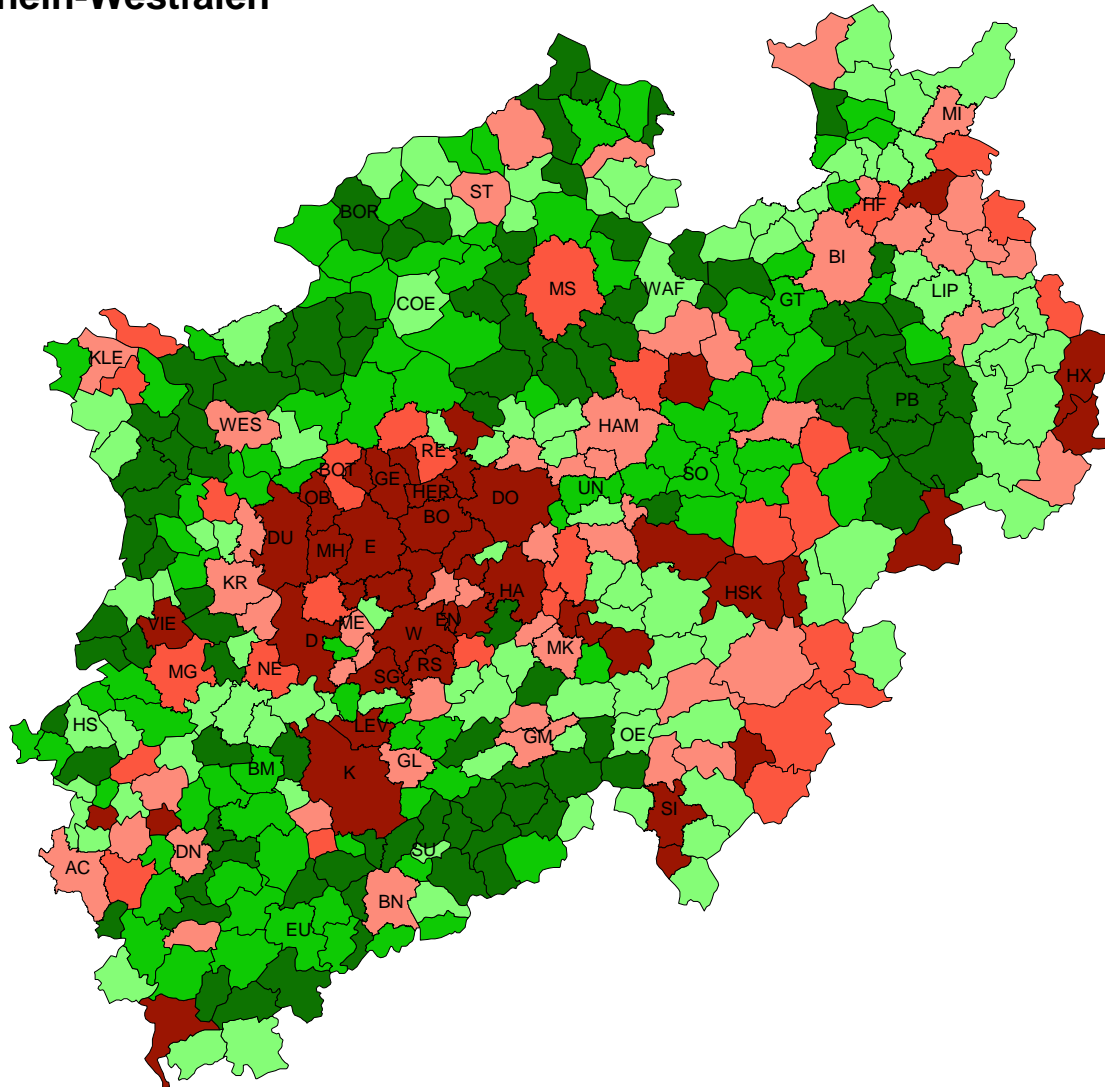 hein-Westfalen
MI
ST
HF
BOR
BI
MS
WAF
LIP
COE
GT
KLE
HX
PB
WES
HAM
RE
BOT
GE
SO
HER
OB
DO
UN
BO
DU
MH
E
KR
HA
HSK
VIE
ME
EN
D
W
MK
MG
NE
RS
SG
HS
LEV
OE
GM
BM
K
GL
SI
DN
SU
AC
BN
EU